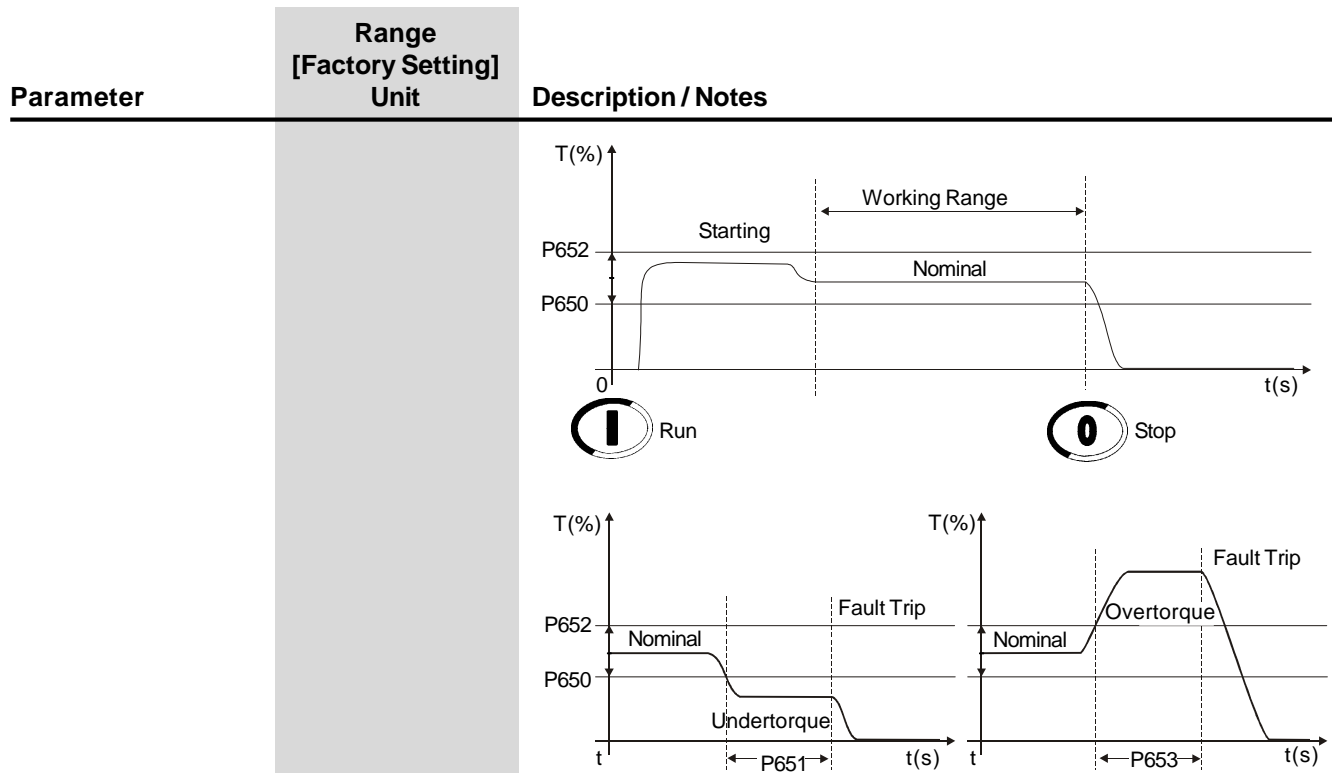 Parameter
Range
[Factory Setting]
Unit
Description / Notes
T(%)
Working Range
Starting
P652
Nominal
P650
0
t(s)
I Run
0 Stop
T(%)
Fault Trip
P652
Nominal
P650
Undertorque
t
P651
t(s)
T(%)
Fault Trip
Overtorque
Nominal
t
P653
t(s)